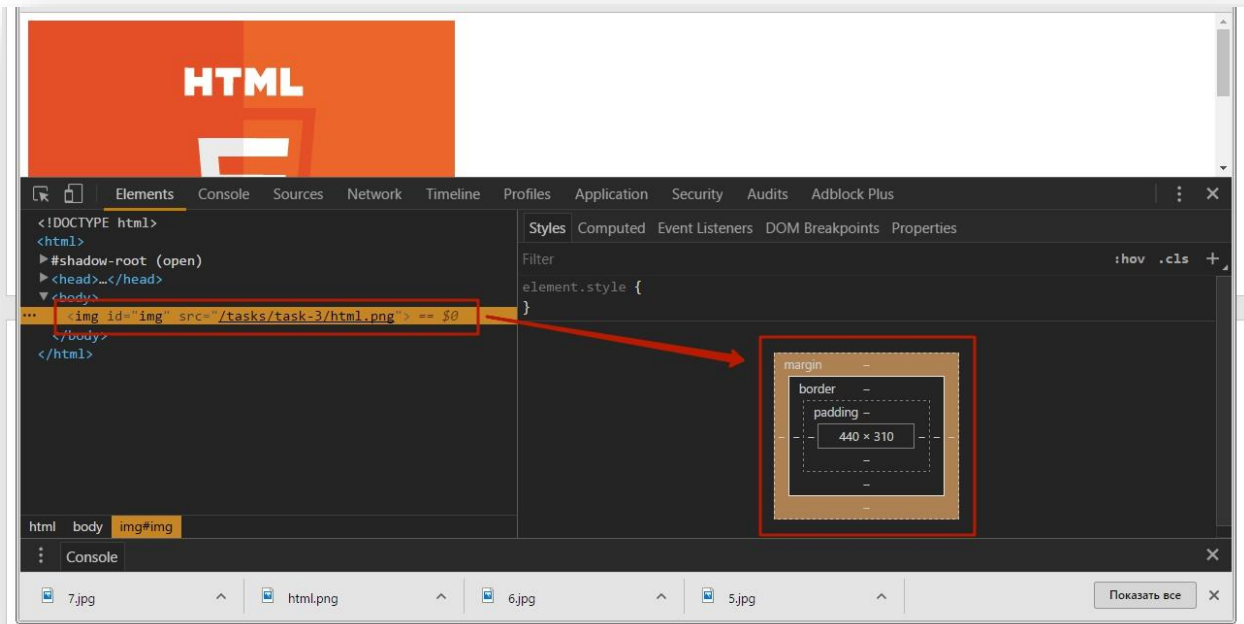 HTML
Elements Console Sources Network Timeline Profiles Application Security Audits Adblock Plus
<!DOCTYPE html>
<html>
#shadow-root (open)
<head>…</head>
<body>
<img id="img" src="/tasks/task-3/html.png"> == $0
</body>
</html>
html body img#img
Styles Computed Event Listeners DOM Breakpoints Properties
Filter :hov .cls +
element.style {
}
margin –
border –
padding –
– – – 440 × 310 – – –
–
–
–
Console
7.jpg html.png 6.jpg 5.jpg Показать все